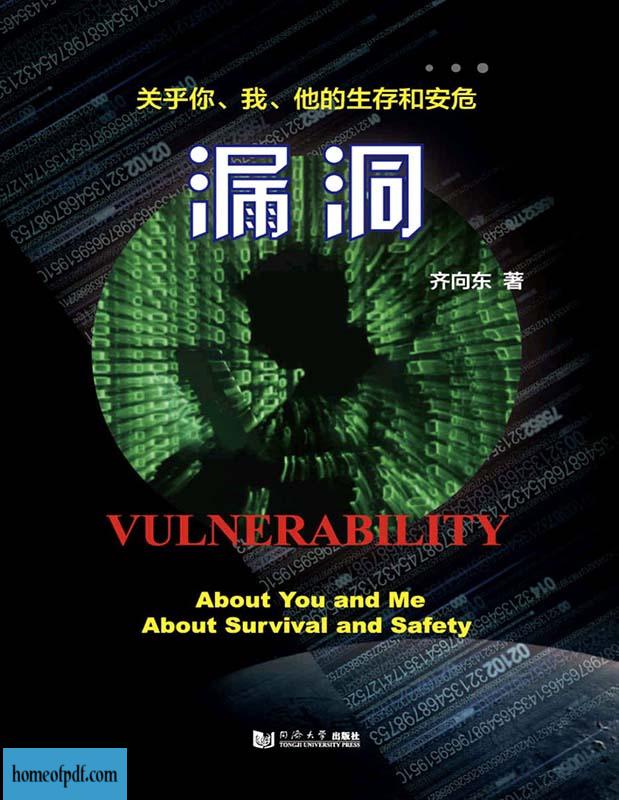 关乎你、我、他的生存和安危
漏洞
齐向东 著
VULNERABILITY
About You and Me
About Survival and Safety
同济大学出版社
TONGJI UNIVERSITY PRESS
homeofpdf.com